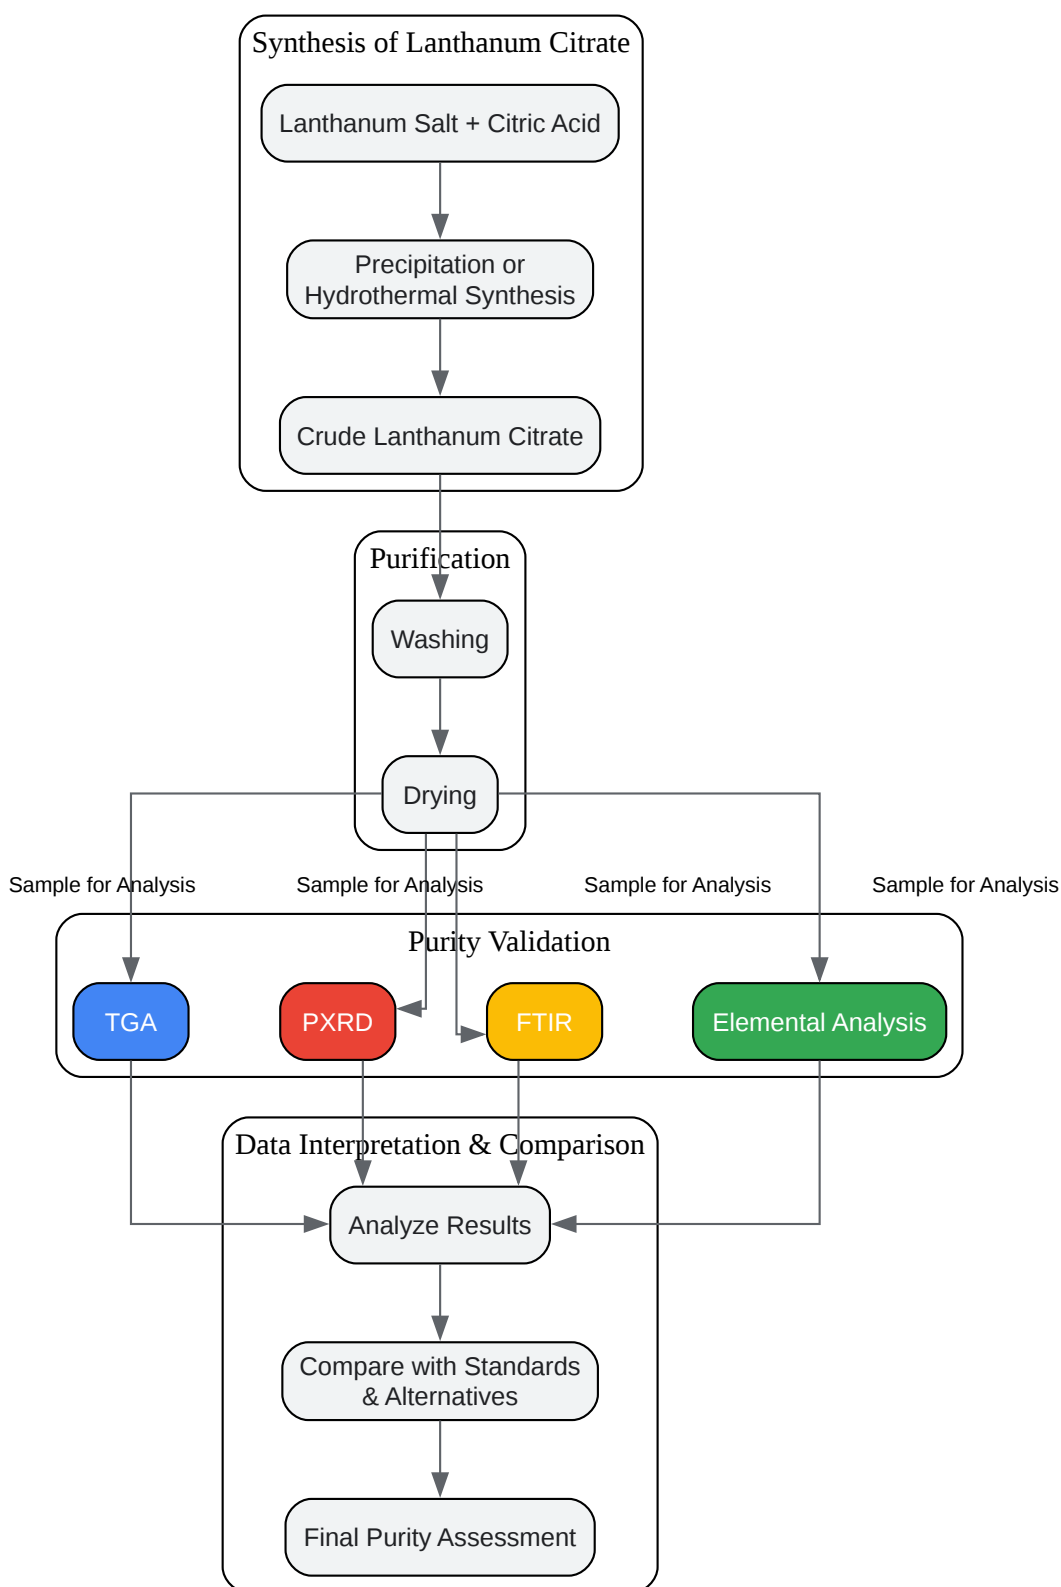 Synthesis of Lanthanum Citrate
Lanthanum Salt + Citric Acid
Precipitation or
Hydrothermal Synthesis
Crude Lanthanum Citrate
Purification
Washing
Drying
Sample for Analysis
Sample for Analysis
Sample for Analysis
Sample for Analysis
Purity Validation
TGA
PXRD
FTIR
Elemental Analysis
Data Interpretation & Comparison
Analyze Results
Compare with Standards
& Alternatives
Final Purity Assessment